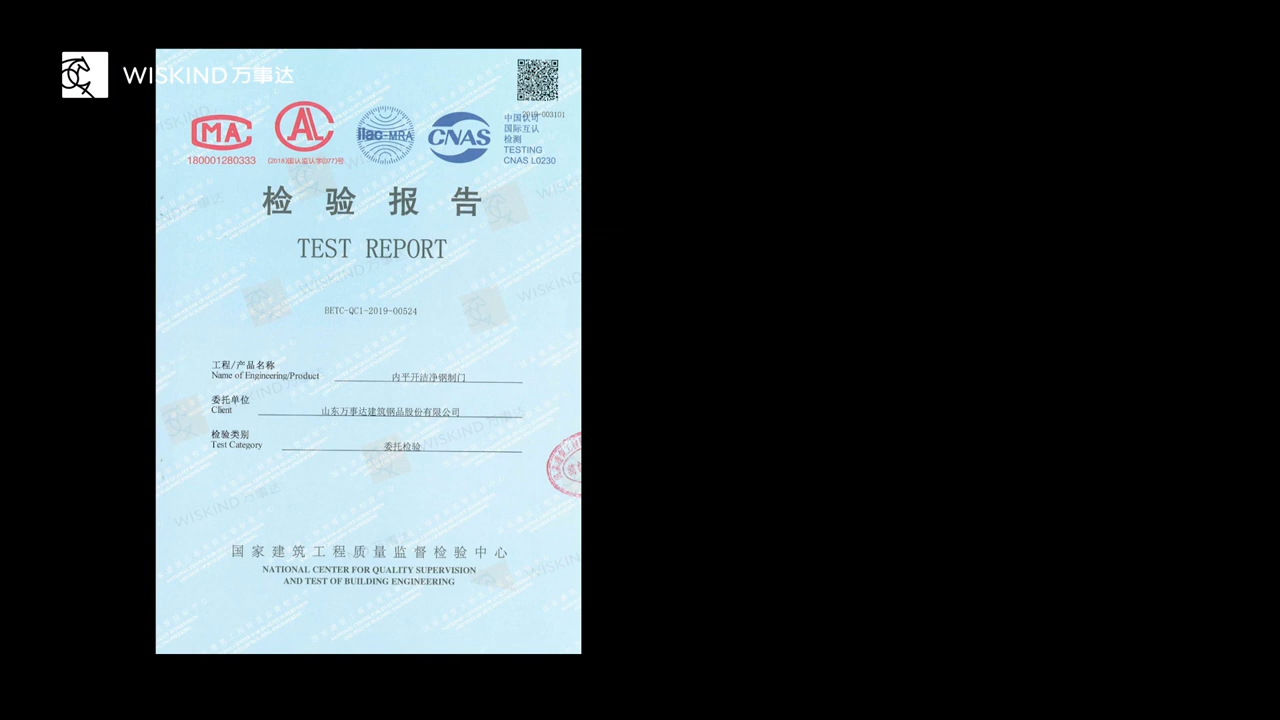 WISKIND 万事达
2019-003101
MA
180001280333
AL
(2018)国认监认字(077)号
ilac-MRA
CNAS
中国认可
国际互认
检测
TESTING
CNAS L0230
检 验 报 告
TEST REPORT
BETC-QC1-2019-00524
工程/产品名称
Name of Engineering/Product
内平开洁净钢制门
委托单位
Client
山东万事达建筑钢品股份有限公司
检验类别
Test Category
委托检验
国家建筑工程质量监督检验中心
NATIONAL CENTER FOR QUALITY SUPERVISION
AND TEST OF BUILDING ENGINEERING